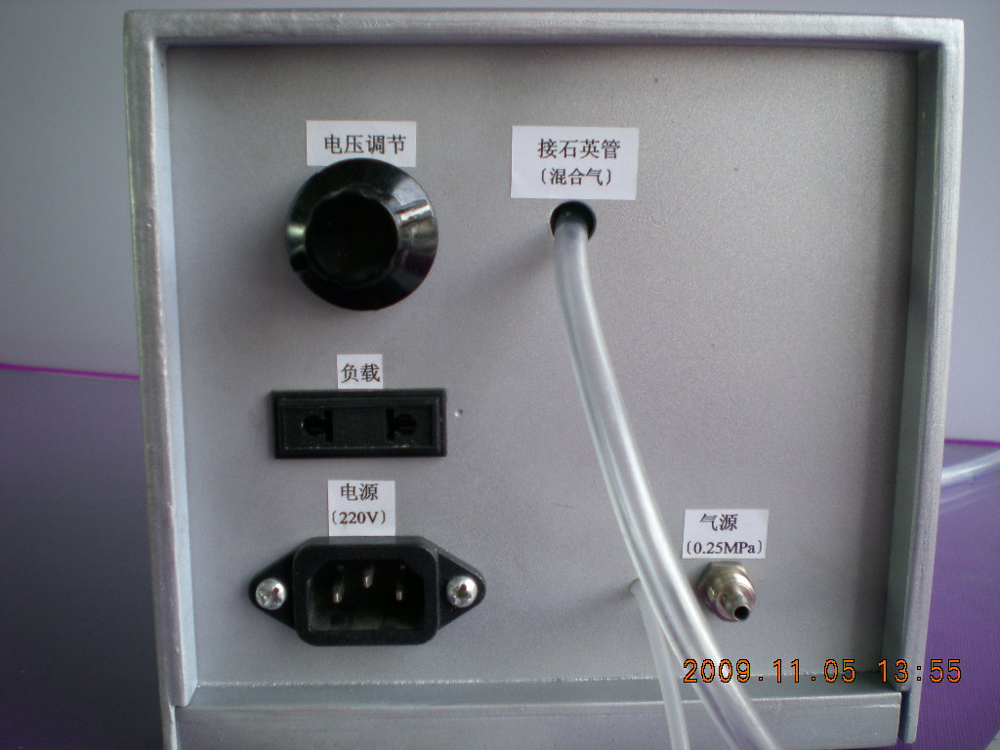 电压调节
接石英管
(混合气)
负载
电源
(220V)
气源
(0.25MPa)
2009.11.05 13:55